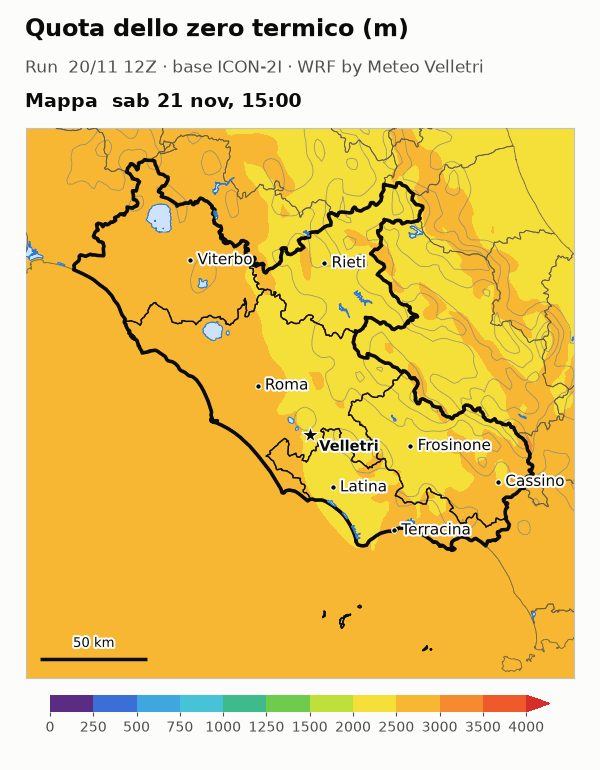 Quota dello zero termico (m)
Run  20/11 12Z · base ICON-2I · WRF by Meteo Velletri
Mappa  sab 21 nov, 15:00
Viterbo
Rieti
Roma
Velletri
Frosinone
Cassino
Latina
Terracina
50 km
0 250 500 750 1000 1250 1500 2000 2500 3000 3500 4000